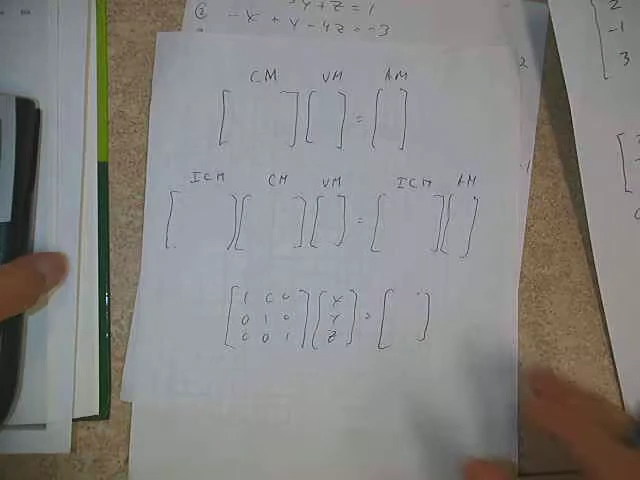 -Y+Z=1
② -X+Y-4Z=-3
2
-1
3
CM VM AM
[ ] [ ] = [ ]
ICM CM VM ICM AM
[ ] [ ] [ ] = [ ] [ ]
[1 0 0] [X]
[0 1 0] [Y] = [ ]
[0 0 1] [Z]